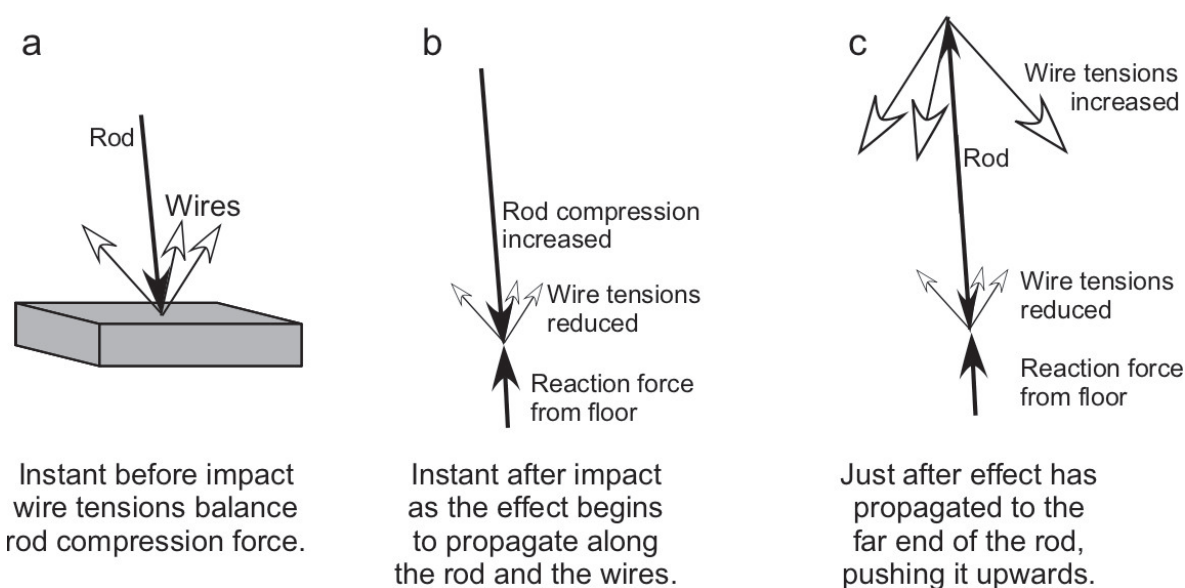 a
Rod
Wires
Instant before impact
wire tensions balance
rod compression force.
b
Rod compression
increased
Wire tensions
reduced
Reaction force
from floor
Instant after impact
as the effect begins
to propagate along
the rod and the wires.
c
Wire tensions
increased
Rod
Wire tensions
reduced
Reaction force
from floor
Just after effect has
propagated to the
far end of the rod,
pushing it upwards.